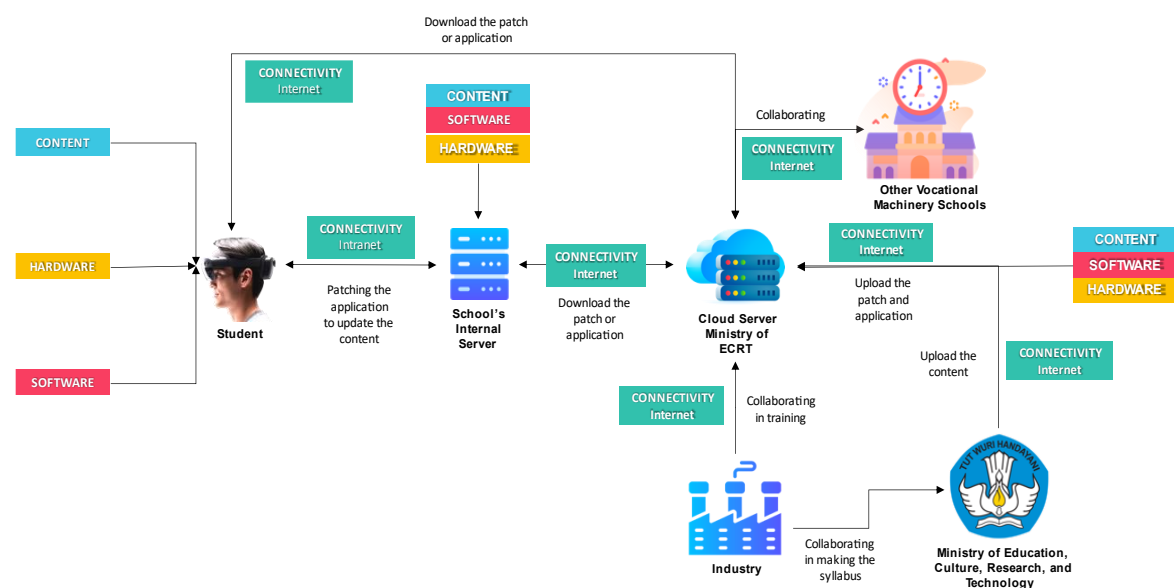 Download the patch
or application
CONNECTIVITY
Internet
CONTENT
SOFTWARE
HARDWARE
CONTENT
HARDWARE
SOFTWARE
Student
CONNECTIVITY
Intranet
Patching the
application
to update the
content
School's
Internal
Server
CONNECTIVITY
Internet
Download the
patch or
application
Collaborating
CONNECTIVITY
Internet
Other Vocational
Machinery Schools
Cloud Server
Ministry of
ECRT
CONNECTIVITY
Internet
Upload the
patch and
application
CONTENT
SOFTWARE
HARDWARE
Upload the
content
CONNECTIVITY
Internet
CONNECTIVITY
Internet
Collaborating
in training
Industry
Collaborating
in making the
syllabus
TUT WURI HANDAYANI
Ministry of Education,
Culture, Research, and
Technology